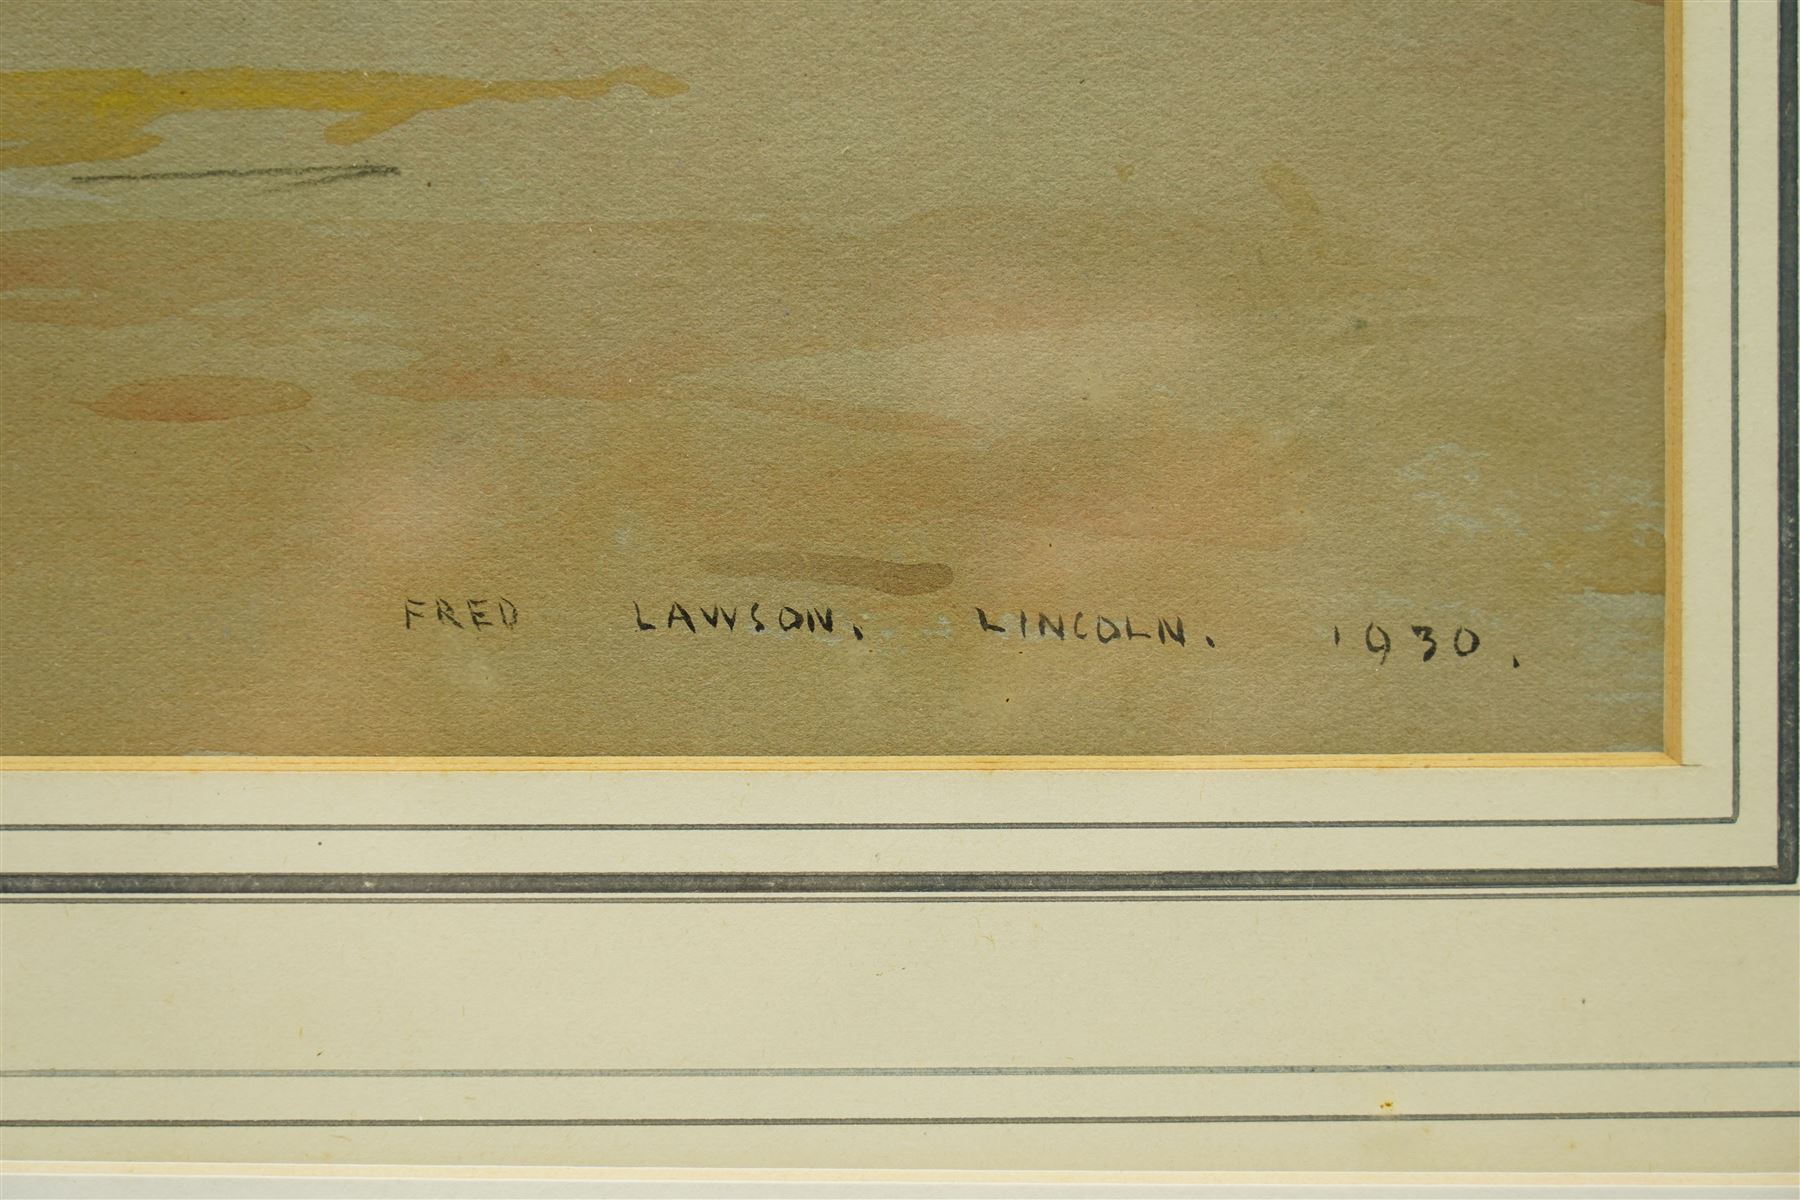 FRED LAWSON. LINCOLN. 1930.